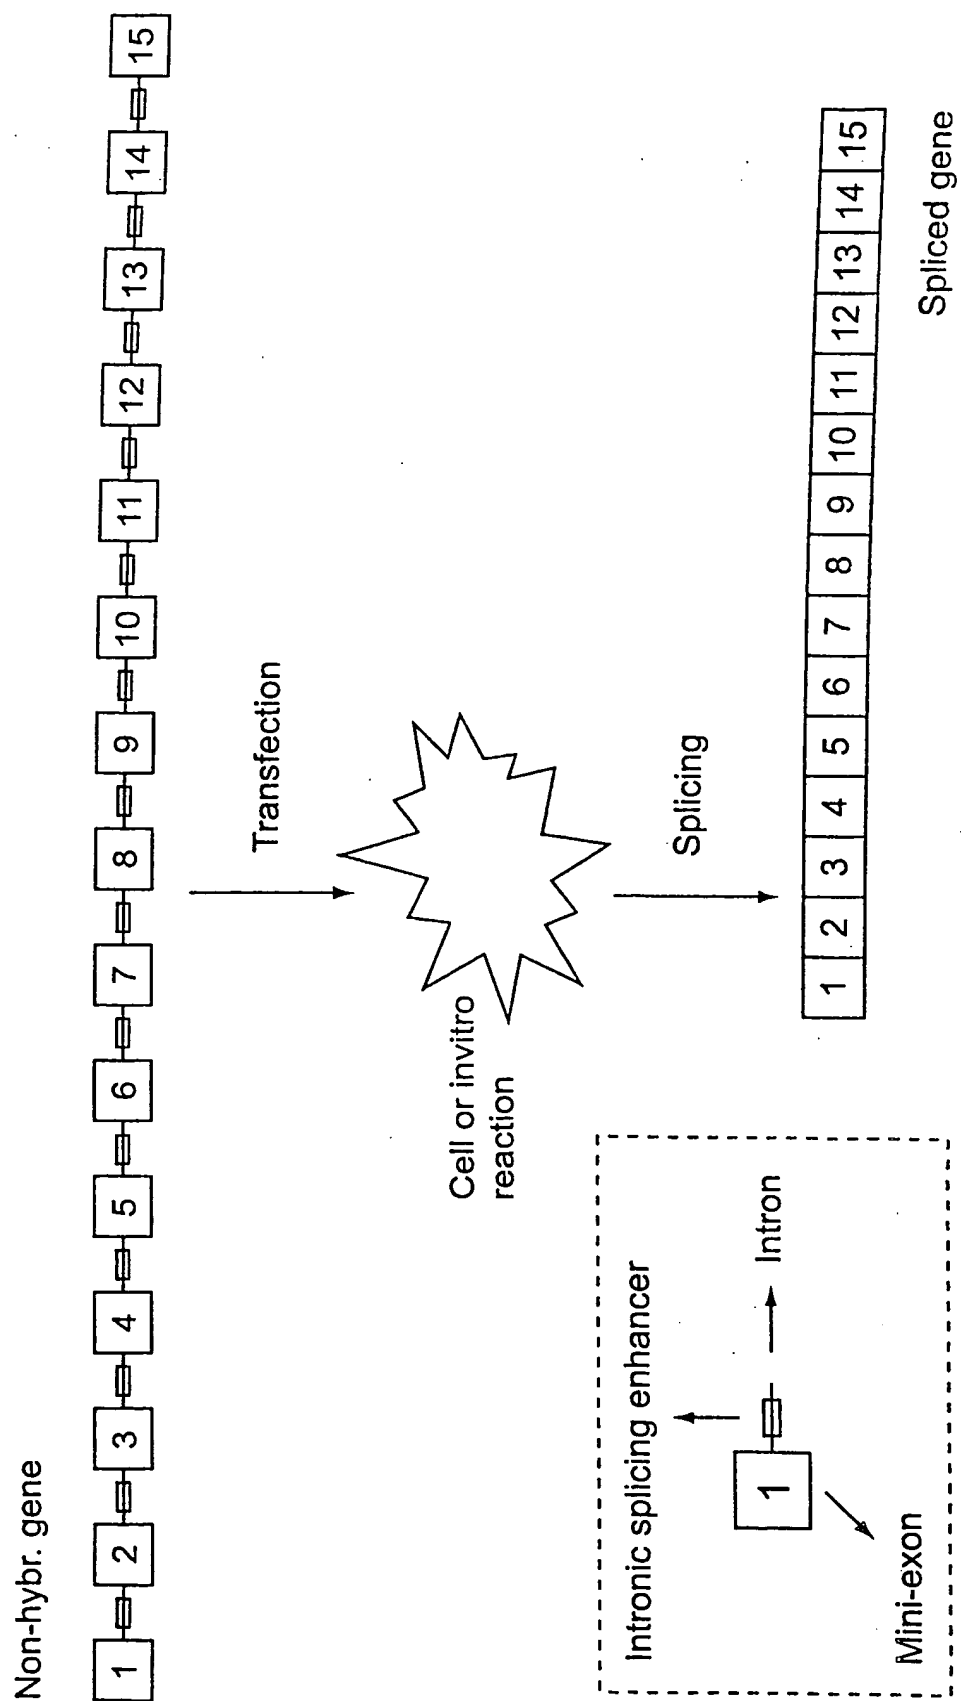 Non-hybr. gene
1 2 3 4 5 6 7 8 9 10 11 12 13 14 15
Transfection
Cell or invitro
reaction
Splicing
1 2 3 4 5 6 7 8 9 10 11 12 13 14 15
Spliced gene
Intronic splicing enhancer
1
Intron
Mini-exon